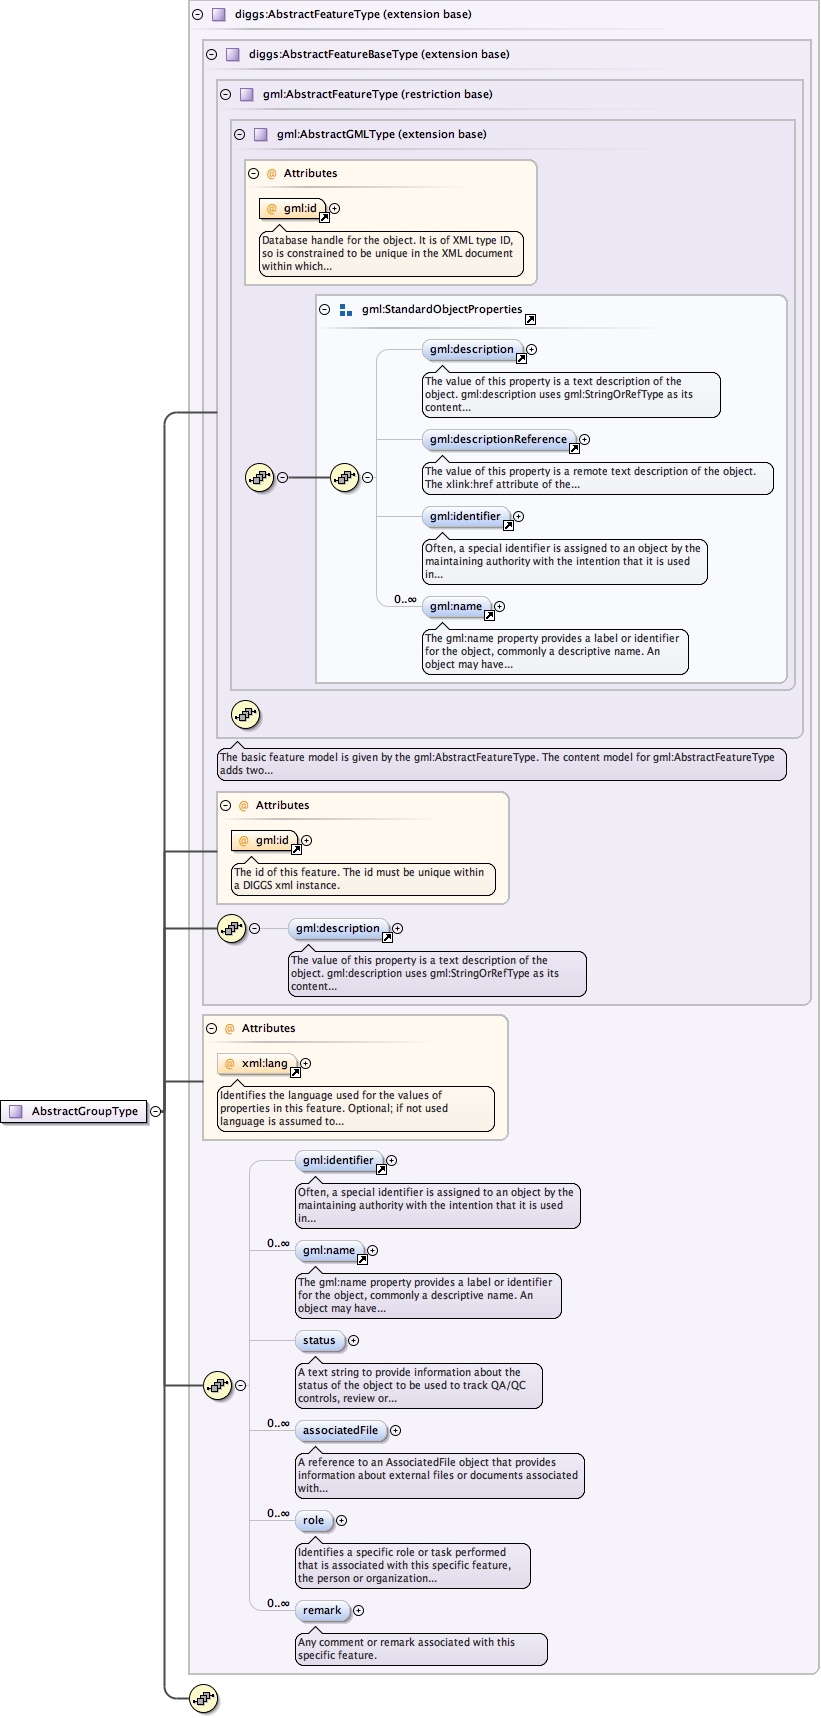 diggs:AbstractFeatureType (extension base)
diggs:AbstractFeatureBaseType (extension base)
gml:AbstractFeatureType (restriction base)
gml:AbstractGMLType (extension base)
@ Attributes
@ gml:id
Database handle for the object. It is of XML type ID,
so is constrained to be unique in the XML document
within which...
gml:StandardObjectProperties
gml:description
The value of this property is a text description of the
object. gml:description uses gml:StringOrRefType as its
content...
gml:descriptionReference
The value of this property is a remote text description of the object.
The xlink:href attribute of the...
gml:identifier
Often, a special identifier is assigned to an object by the
maintaining authority with the intention that it is used
in...
0..∞
gml:name
The gml:name property provides a label or identifier
for the object, commonly a descriptive name. An
object may have...
The basic feature model is given by the gml:AbstractFeatureType. The content model for gml:AbstractFeatureType
adds two...
@ Attributes
@ gml:id
The id of this feature. The id must be unique within
a DIGGS xml instance.
gml:description
The value of this property is a text description of the
object. gml:description uses gml:StringOrRefType as its
content...
@ Attributes
@ xml:lang
Identifies the language used for the values of
properties in this feature. Optional; if not used
language is assumed to...
AbstractGroupType
gml:identifier
Often, a special identifier is assigned to an object by the
maintaining authority with the intention that it is used
in...
0..∞
gml:name
The gml:name property provides a label or identifier
for the object, commonly a descriptive name. An
object may have...
status
A text string to provide information about the
status of the object to be used to track QA/QC
controls, review or...
0..∞
associatedFile
A reference to an AssociatedFile object that provides
information about external files or documents associated
with...
0..∞
role
Identifies a specific role or task performed
that is associated with this specific feature,
the person or organization...
0..∞
remark
Any comment or remark associated with this
specific feature.